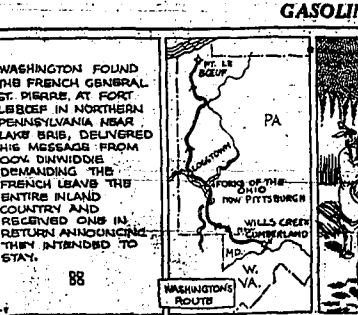 GASOLI
WASHINGTON FOUND
THE FRENCH GENERAL
ST. PIERRE, AT FORT
LEBOEF IN NORTHERN
PENNSYLVANIA NEAR
LAKE ERIE, DELIVERED
HIS MESSAGE FROM
GOV. DINWIDDIE
DEMANDING THE
FRENCH LEAVE THE
ENTIRE INLAND
COUNTRY AND
RECEIVED ONE IN
RETURN ANNOUNCING
THEY INTENDED TO
STAY.
FT. LE
BŒUF
PA.
LOGSTOWN
FORKS OF THE
OHIO
NOW PITTSBURGH
WILLS CREEK
CUMBERLAND
MD.
W.
VA.
WASHINGTON'S
ROUTE